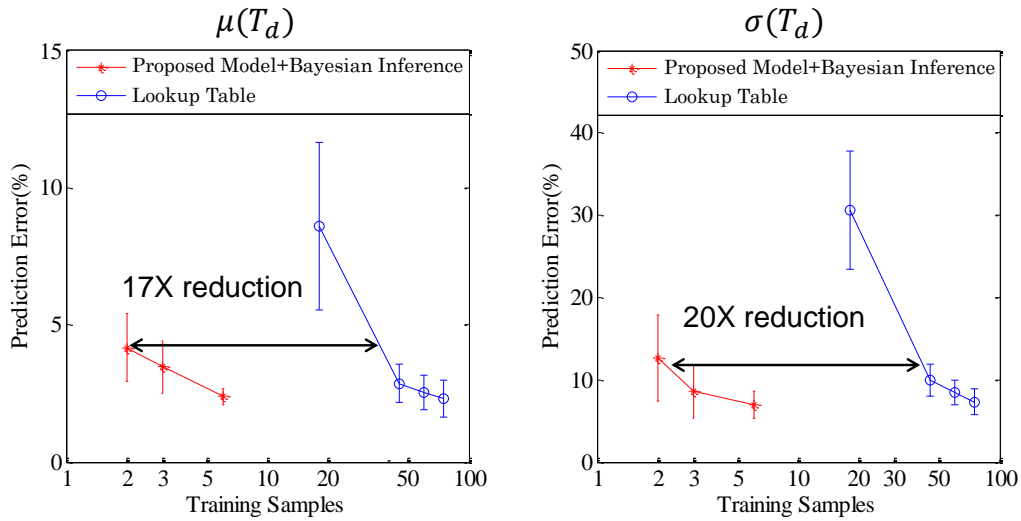 μ(T_d)
15
Proposed Model+Bayesian Inference
Lookup Table
10
Prediction Error(%)
17X reduction
5
0
1 2 3 5 10 20 50 100
Training Samples
σ(T_d)
50
Proposed Model+Bayesian Inference
Lookup Table
40
30
Prediction Error(%)
20
20X reduction
10
0
1 2 3 5 10 20 30 50 100
Training Samples